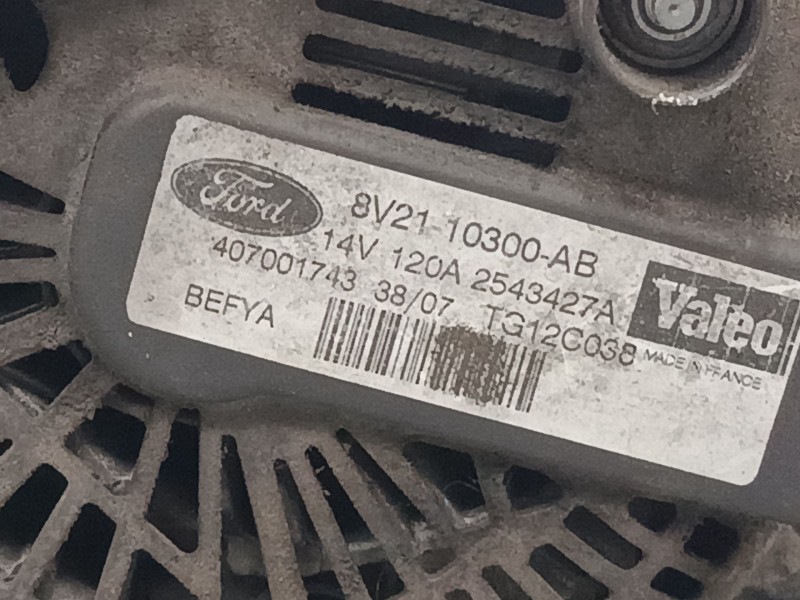 Ford
8V21-10300-AB
14V 120A 2543427A
407001743 38/07 TG12C038
BEFYA
Valeo
MADE IN FRANCE